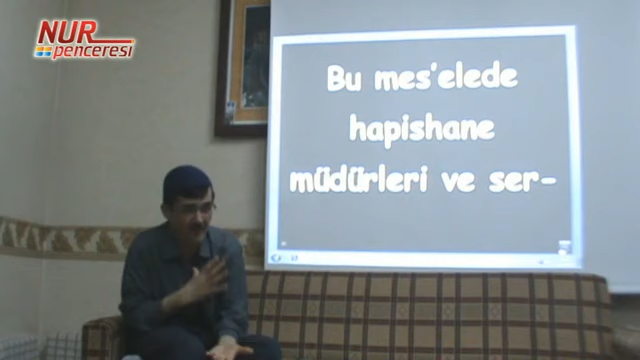 NUR
penceresi
Bu mes'elede
hapishane
müdürleri ve ser-